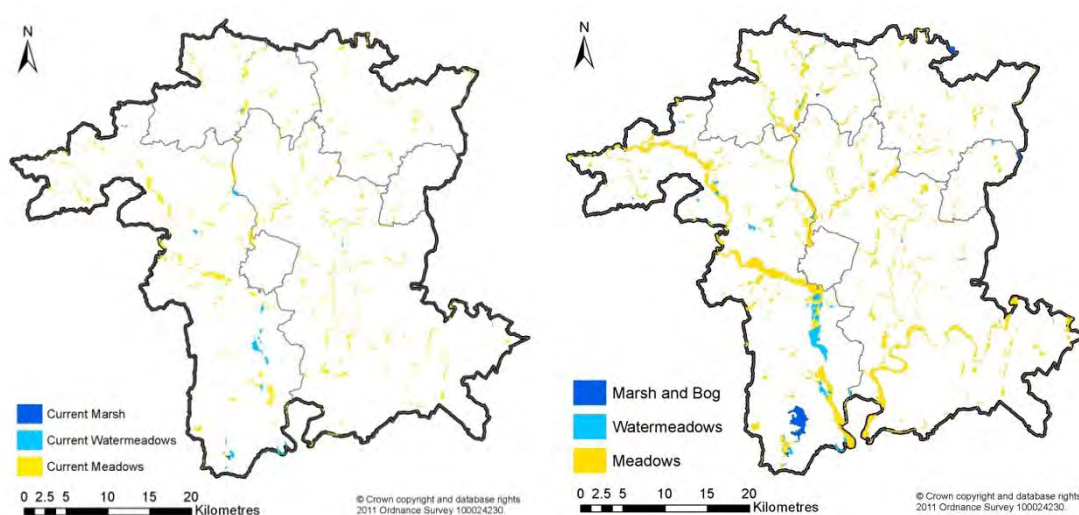 N
Current Marsh
Current Watermeadows
Current Meadows
0 2.5 5 10 15 20
Kilometres
© Crown copyright and database rights
2011 Ordnance Survey 100024230.
N
Marsh and Bog
Watermeadows
Meadows
0 2.5 5 10 15 20
Kilometres
© Crown copyright and database rights
2011 Ordnance Survey 100024230.